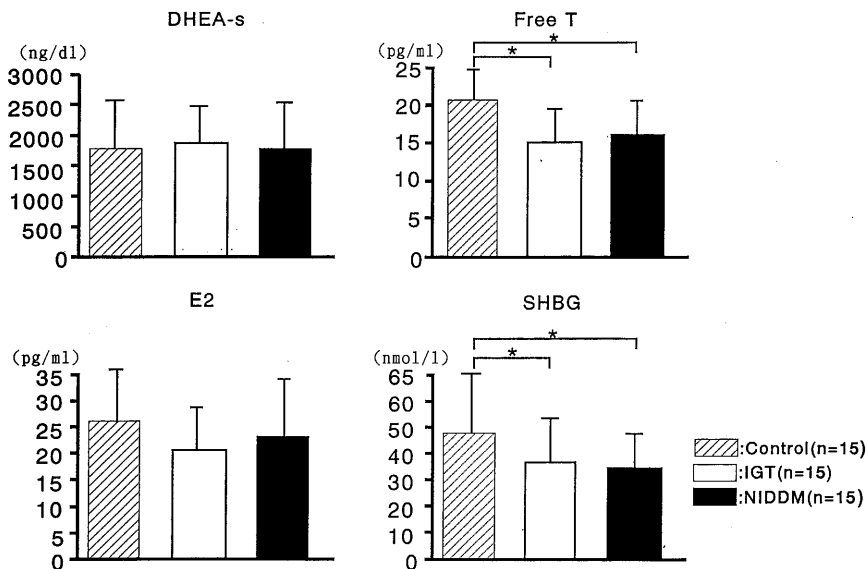 DHEA-s
(ng/dl)
3000
2500
2000
1500
1000
500
0
Free T
(pg/ml)
25
20
15
10
5
0
*
*
E2
(pg/ml)
35
30
25
20
15
10
5
0
SHBG
(nmol/l)
65
50
40
30
20
10
0
*
*
:Control(n=15)
:IGT(n=15)
:NIDDM(n=15)